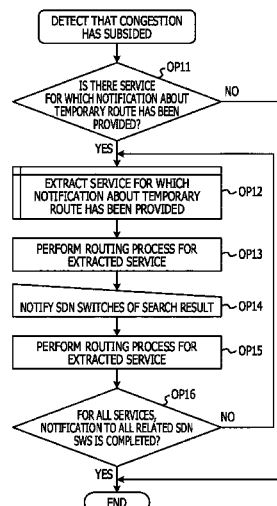 DETECT THAT CONGESTION
HAS SUBSIDED
OP11
IS THERE SERVICE
FOR WHICH NOTIFICATION ABOUT
TEMPORARY ROUTE HAS BEEN
PROVIDED?
NO
YES
EXTRACT SERVICE FOR WHICH
NOTIFICATION ABOUT TEMPORARY
ROUTE HAS BEEN PROVIDED
OP12
PERFORM ROUTING PROCESS FOR
EXTRACTED SERVICE
OP13
NOTIFY SDN SWITCHES OF SEARCH RESULT
OP14
PERFORM ROUTING PROCESS FOR
EXTRACTED SERVICE
OP15
OP16
FOR ALL SERVICES,
NOTIFICATION TO ALL RELATED SDN
SWS IS COMPLETED?
NO
YES
END